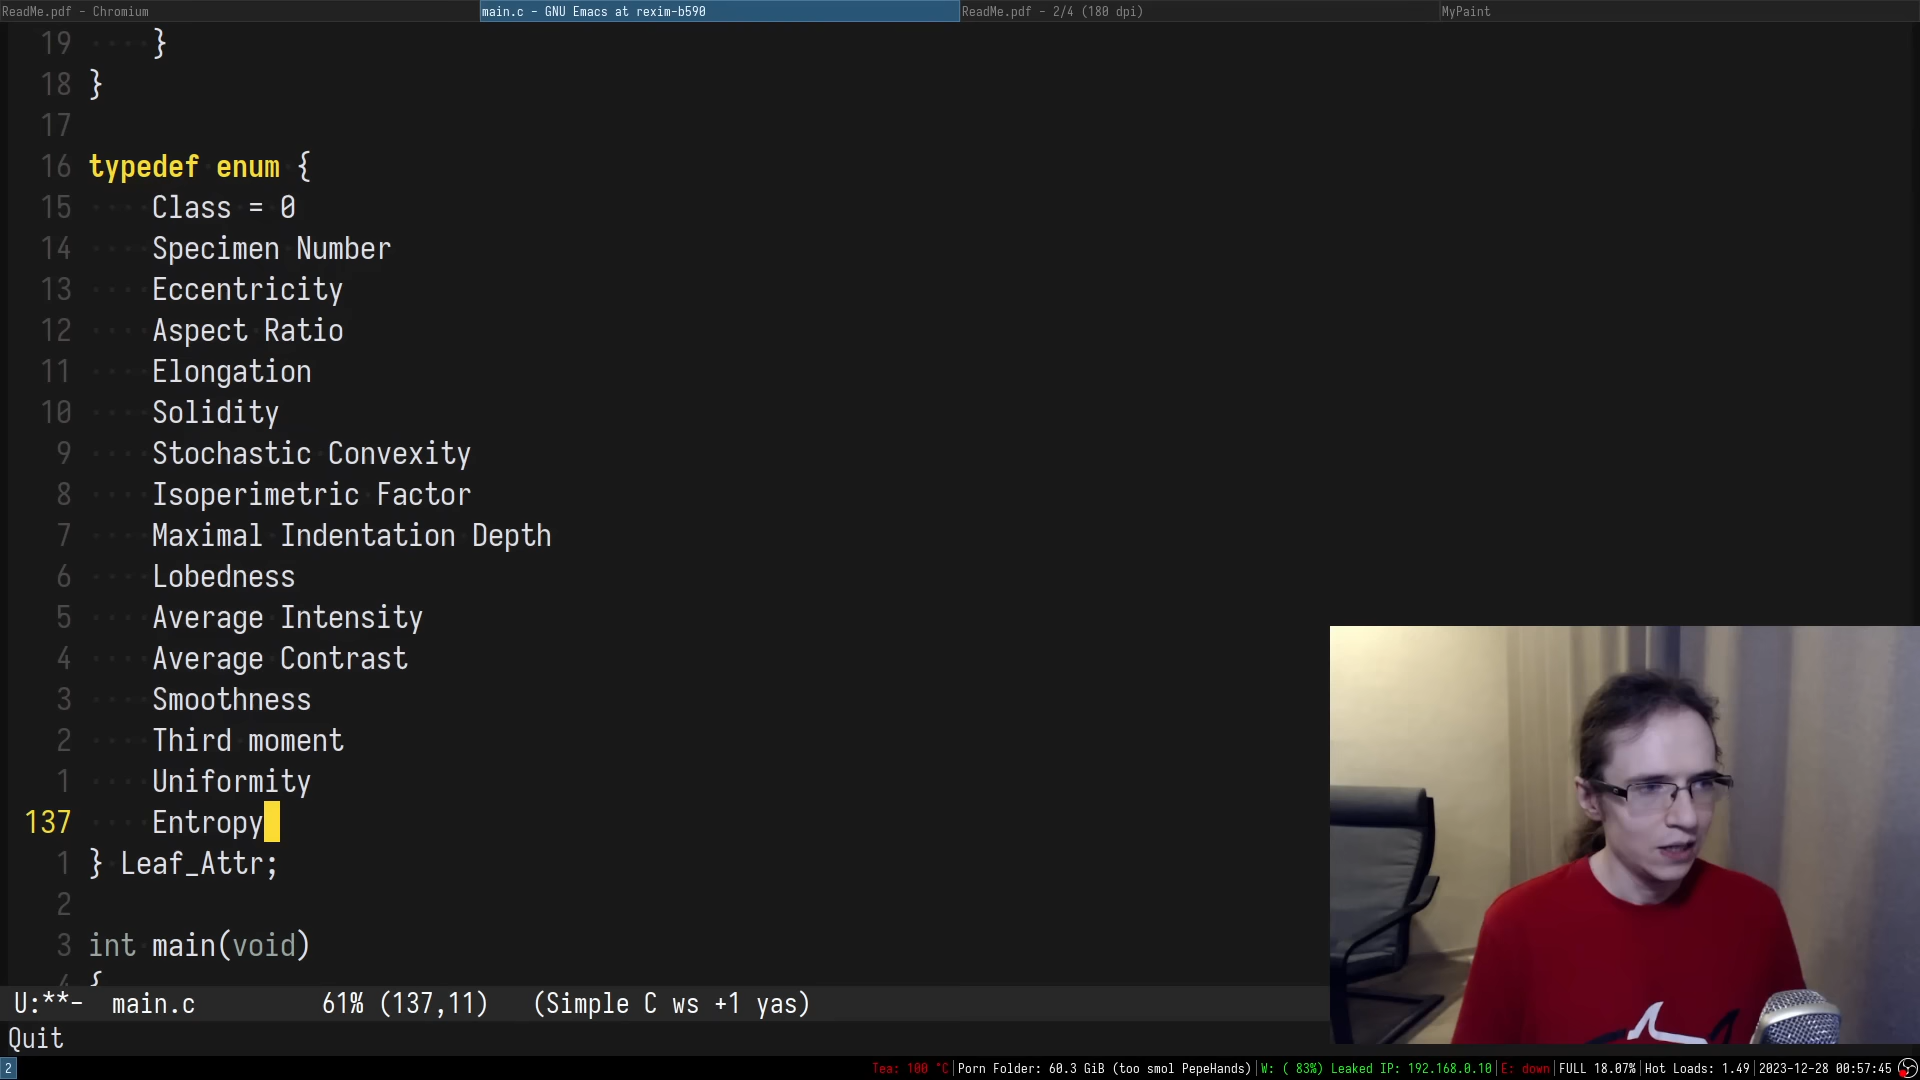 ReadMe.pdf - Chromium
main.c - GNU Emacs at rexim-b590
ReadMe.pdf - 2/4 (180 dpi)
MyPaint
19 }
18 }
17
16 typedef enum {
15 Class = 0
14 Specimen Number
13 Eccentricity
12 Aspect Ratio
11 Elongation
10 Solidity
9 Stochastic Convexity
8 Isoperimetric Factor
7 Maximal Indentation Depth
6 Lobedness
5 Average Intensity
4 Average Contrast
3 Smoothness
2 Third moment
1 Uniformity
137 Entropy
1 } Leaf_Attr;
2
3 int main(void)
4 {
U:**- main.c 61% (137,11) (Simple C ws +1 yas)
Quit
2
Tea: 100 °C|Porn Folder: 60.3 GiB (too smol PepeHands)|W: ( 83%) Leaked IP: 192.168.0.10|E: down|FULL 18.07%|Hot Loads: 1.49|2023-12-28 00:57:45